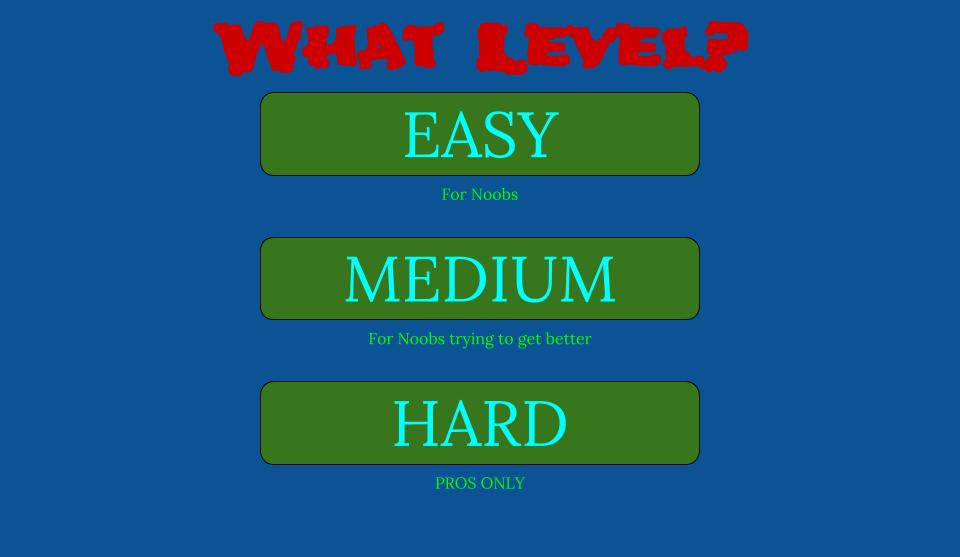 What Level?
EASY
For Noobs
MEDIUM
For Noobs trying to get better
HARD
PROS ONLY